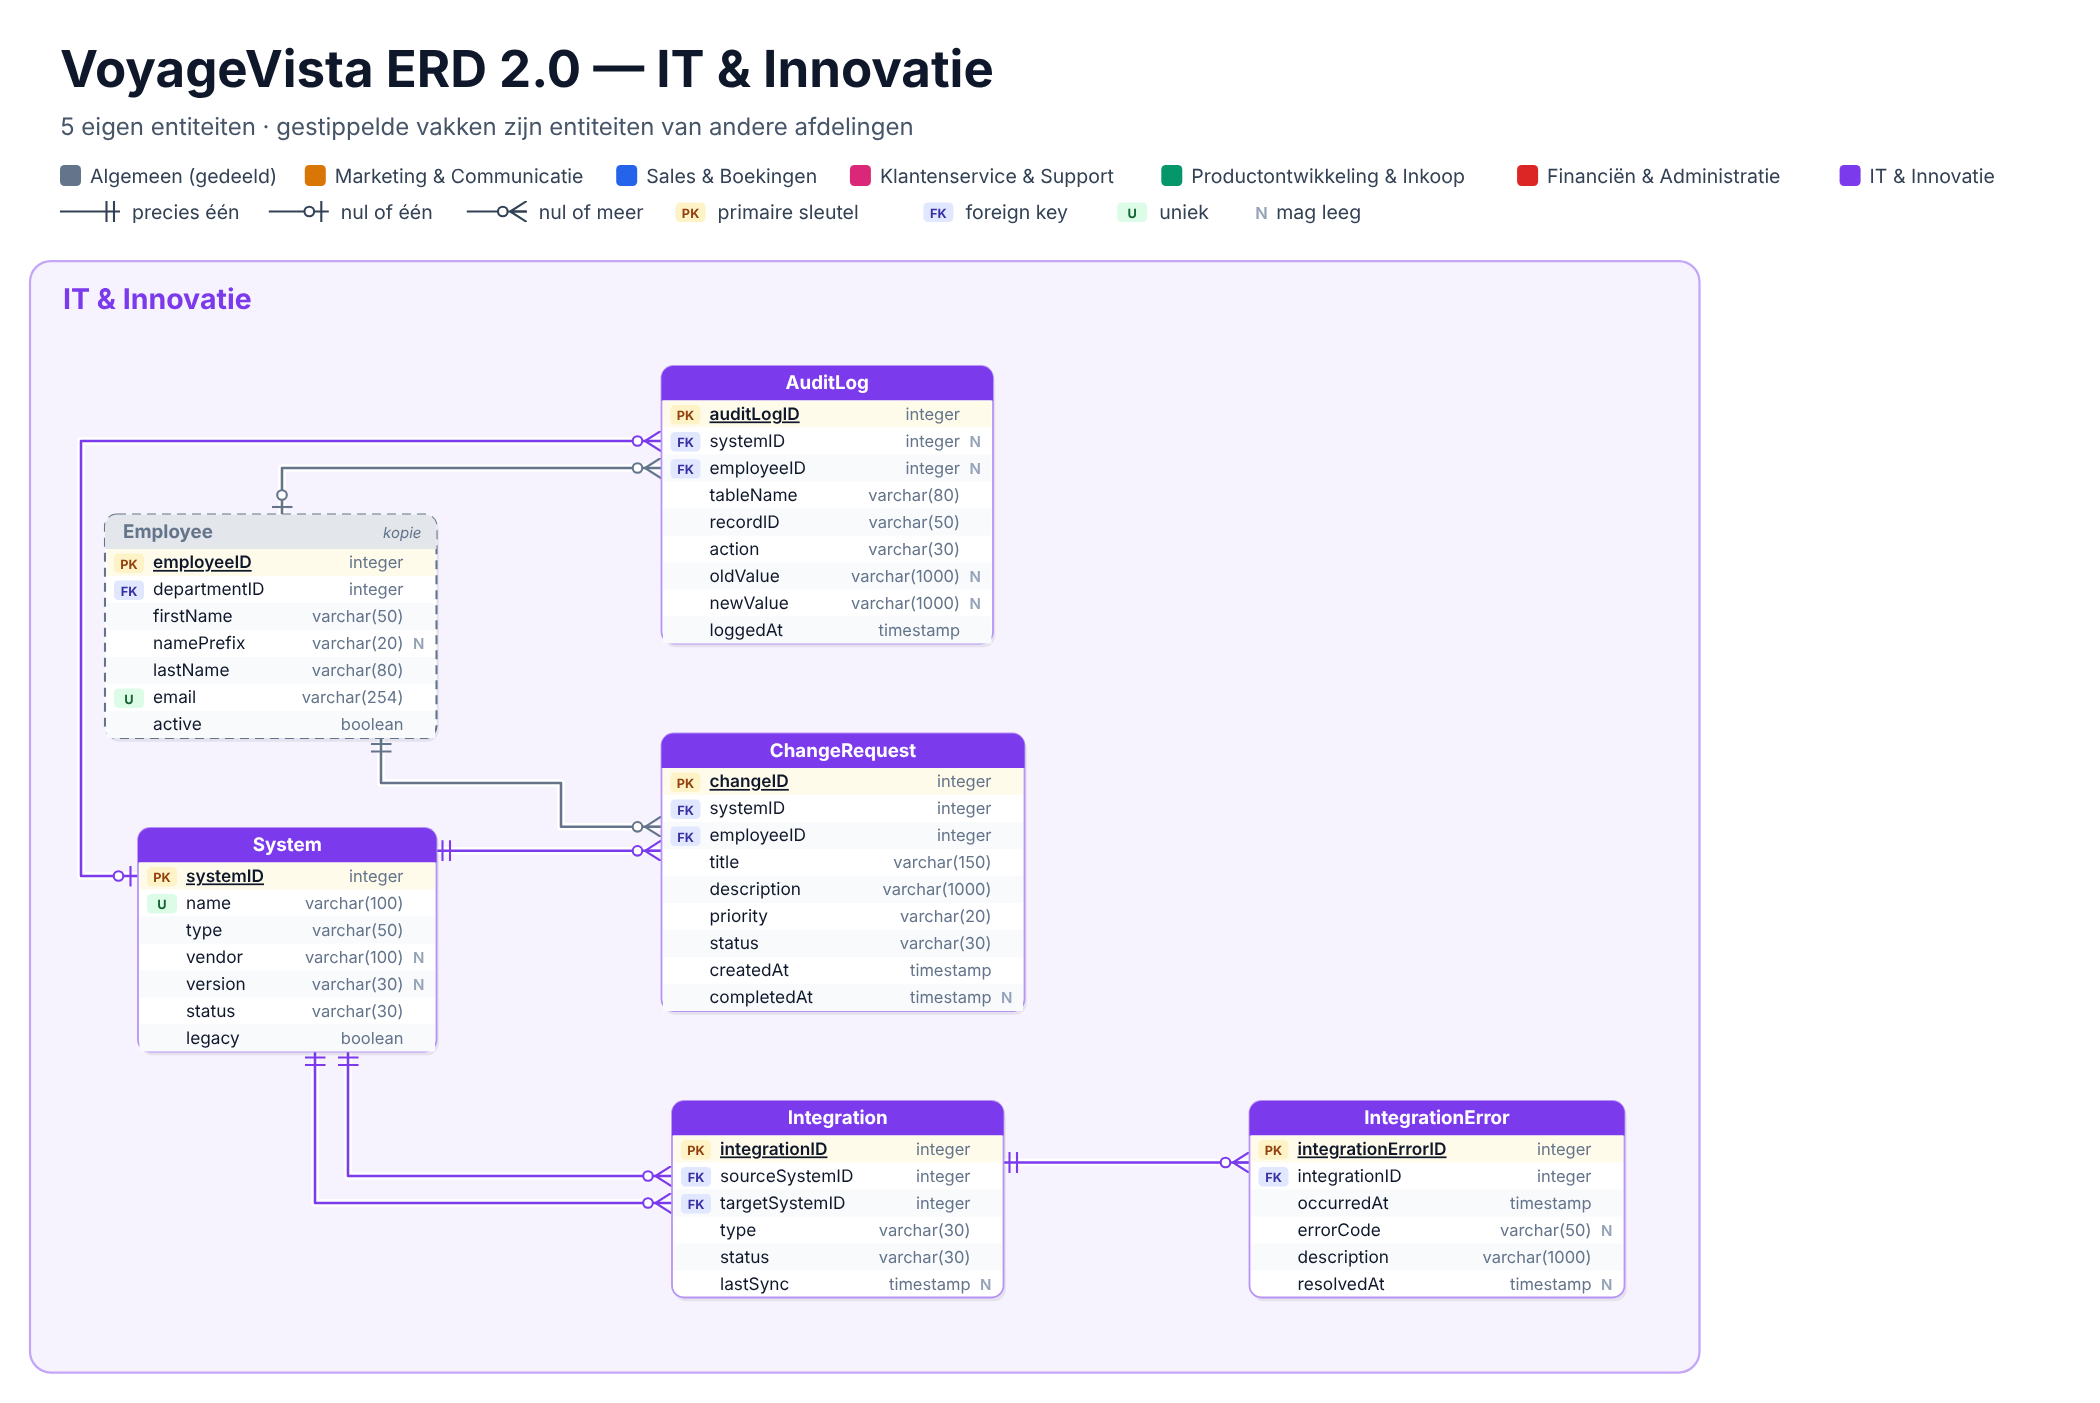 VoyageVista ERD 2.0 — IT & Innovatie
5 eigen entiteiten · gestippelde vakken zijn entiteiten van andere afdelingen
Algemeen (gedeeld) Marketing & Communicatie Sales & Boekingen Klantenservice & Support Productontwikkeling & Inkoop Financiën & Administratie IT & Innovatie
precies één nul of één nul of meer PK primaire sleutel FK foreign key U uniek N mag leeg
IT & Innovatie
AuditLog
PK auditLogID integer
FK systemID integer N
FK employeeID integer N
tableName varchar(80)
recordID varchar(50)
action varchar(30)
oldValue varchar(1000) N
newValue varchar(1000) N
loggedAt timestamp
Employee kopie
PK employeeID integer
FK departmentID integer
firstName varchar(50)
namePrefix varchar(20) N
lastName varchar(80)
U email varchar(254)
active boolean
ChangeRequest
PK changeID integer
FK systemID integer
FK employeeID integer
title varchar(150)
description varchar(1000)
priority varchar(20)
status varchar(30)
createdAt timestamp
completedAt timestamp N
System
PK systemID integer
U name varchar(100)
type varchar(50)
vendor varchar(100) N
version varchar(30) N
status varchar(30)
legacy boolean
Integration
PK integrationID integer
FK sourceSystemID integer
FK targetSystemID integer
type varchar(30)
status varchar(30)
lastSync timestamp N
IntegrationError
PK integrationErrorID integer
FK integrationID integer
occurredAt timestamp
errorCode varchar(50) N
description varchar(1000)
resolvedAt timestamp N